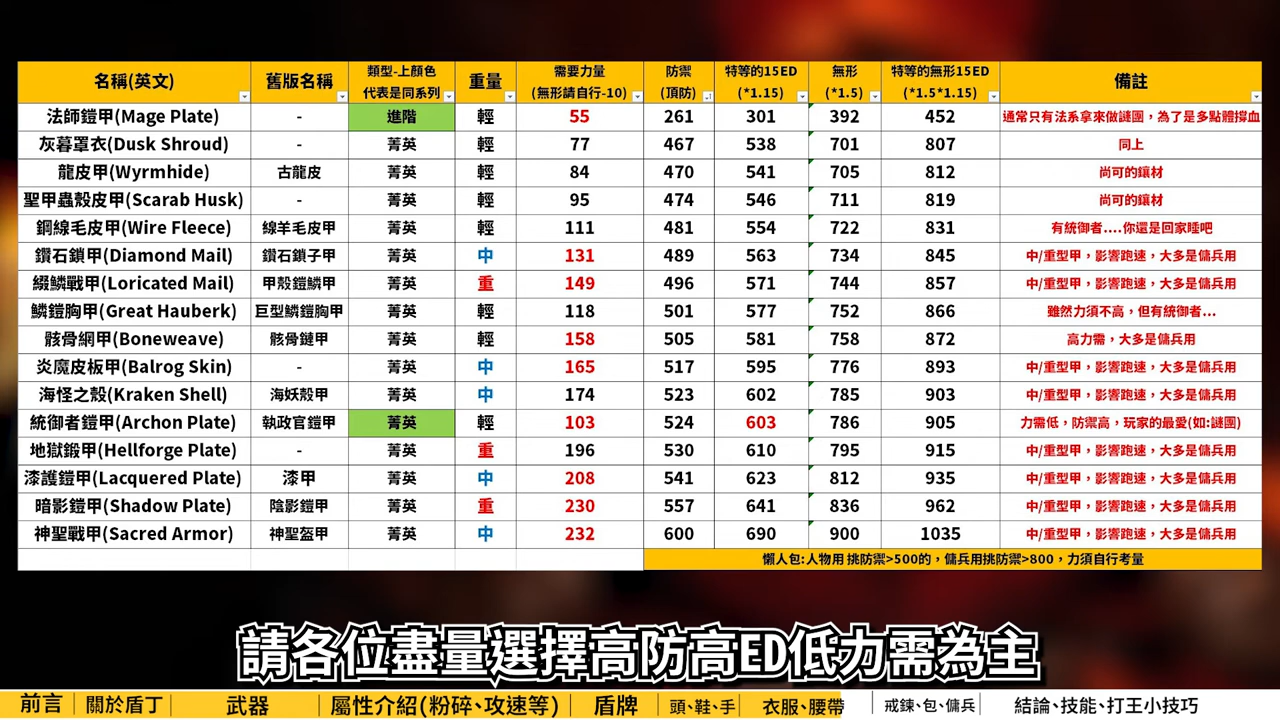 名稱(英文) 舊版名稱 類型-上顏色 代表是同系列 重量 需要力量 (無形請自行-10) 防禦 (頂防) 特等的15ED (*1.15) 無形 (*1.5) 特等的無形15ED (*1.5*1.15) 備註
法師鎧甲(Mage Plate) - 進階 輕 55 261 301 392 452 通常只有法系拿來做謎團，為了是多點體撐血
灰暮罩衣(Dusk Shroud) - 菁英 輕 77 467 538 701 807 同上
龍皮甲(Wyrmhide) 古龍皮 菁英 輕 84 470 541 705 812 尚可的鑲材
聖甲蟲殼皮甲(Scarab Husk) - 菁英 輕 95 474 546 711 819 尚可的鑲材
鋼線毛皮甲(Wire Fleece) 線羊毛皮甲 菁英 輕 111 481 554 722 831 有統御者....你還是回家睡吧
鑽石鎖甲(Diamond Mail) 鑽石鎖子甲 菁英 中 131 489 563 734 845 中/重型甲，影響跑速，大多是傭兵用
綴鱗戰甲(Loricated Mail) 甲殼鎧鱗甲 菁英 重 149 496 571 744 857 中/重型甲，影響跑速，大多是傭兵用
鱗鎧胸甲(Great Hauberk) 巨型鱗鎧胸甲 菁英 輕 118 501 577 752 866 雖然力須不高，但有統御者...
骸骨網甲(Boneweave) 骸骨鏈甲 菁英 輕 158 505 581 758 872 高力需，大多是傭兵用
炎魔皮板甲(Balrog Skin) - 菁英 中 165 517 595 776 893 中/重型甲，影響跑速，大多是傭兵用
海怪之殼(Kraken Shell) 海妖殼甲 菁英 中 174 523 602 785 903 中/重型甲，影響跑速，大多是傭兵用
統御者鎧甲(Archon Plate) 執政官鎧甲 菁英 輕 103 524 603 786 905 力需低，防禦高，玩家的最愛(如:謎團)
地獄鍛甲(Hellforge Plate) - 菁英 重 196 530 610 795 915 中/重型甲，影響跑速，大多是傭兵用
漆護鎧甲(Lacquered Plate) 漆甲 菁英 中 208 541 623 812 935 中/重型甲，影響跑速，大多是傭兵用
暗影鎧甲(Shadow Plate) 陰影鎧甲 菁英 重 230 557 641 836 962 中/重型甲，影響跑速，大多是傭兵用
神聖戰甲(Sacred Armor) 神聖盔甲 菁英 中 232 600 690 900 1035 中/重型甲，影響跑速，大多是傭兵用
懶人包:人物用 挑防禦>500的，傭兵用挑防禦>800，力須自行考量
請各位盡量選擇高防高ED低力需為主
前言 關於盾丁 武器 屬性介紹(粉碎、攻速等) 盾牌 頭、鞋、手 衣服、腰帶 戒鍊、包、傭兵 結論、技能、打王小技巧